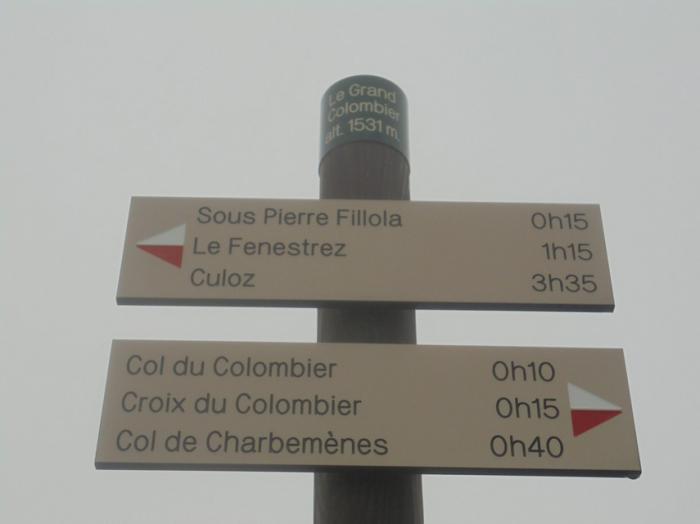 Le Grand
Colombier
alt. 1531 m.
Sous Pierre Fillola 0h15
Le Fenestrez 1h15
Culoz 3h35
Col du Colombier 0h10
Croix du Colombier 0h15
Col de Charbemènes 0h40